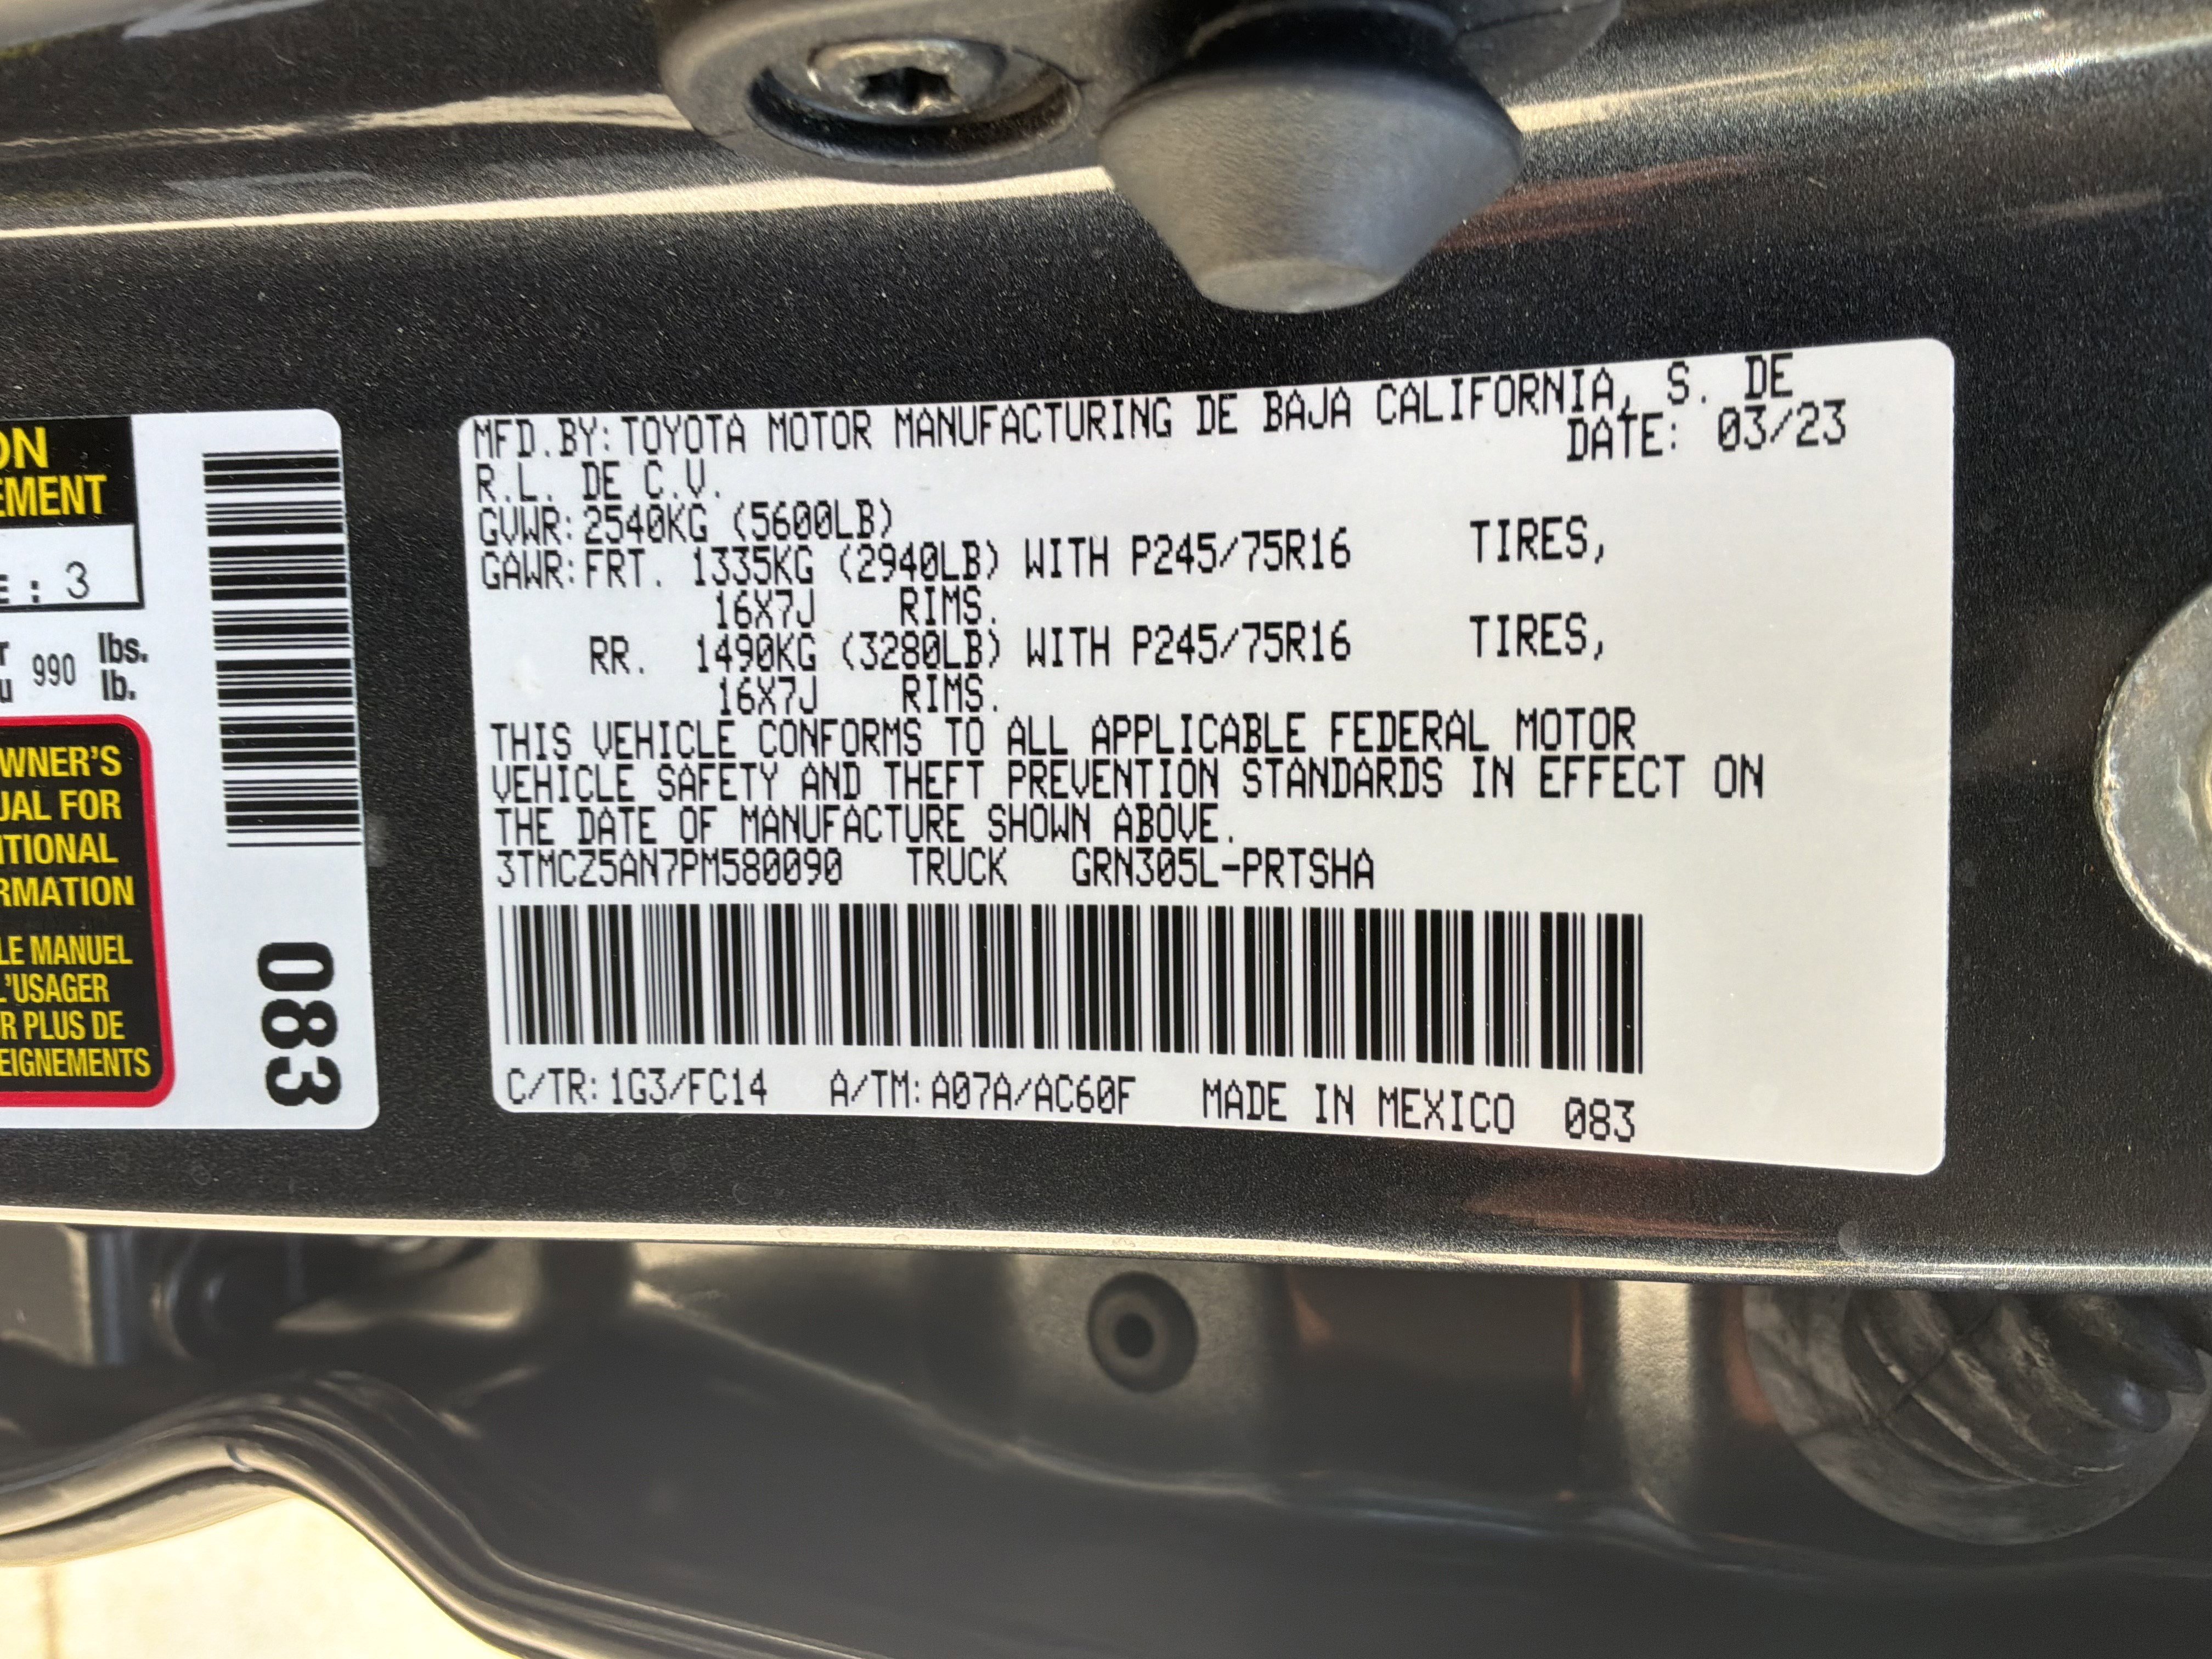 ON
EMENT
E : 3
r 990 lbs.
u lb.
WNER'S
UAL FOR
ITIONAL
RMATION
LE MANUEL
L'USAGER
R PLUS DE
EIGNEMENTS
083
MFD.BY:TOYOTA MOTOR MANUFACTURING DE BAJA CALIFORNIA, S. DE
R.L. DE C.V. DATE: 03/23
GVWR:2540KG (5600LB)
GAWR:FRT. 1335KG (2940LB) WITH P245/75R16 TIRES,
16X7J RIMS.
RR. 1490KG (3280LB) WITH P245/75R16 TIRES,
16X7J RIMS.
THIS VEHICLE CONFORMS TO ALL APPLICABLE FEDERAL MOTOR
VEHICLE SAFETY AND THEFT PREVENTION STANDARDS IN EFFECT ON
THE DATE OF MANUFACTURE SHOWN ABOVE.
3TMCZ5AN7PM580090 TRUCK GRN305L-PRTSHA
C/TR:1G3/FC14 A/TM:A07A/AC60F MADE IN MEXICO 083